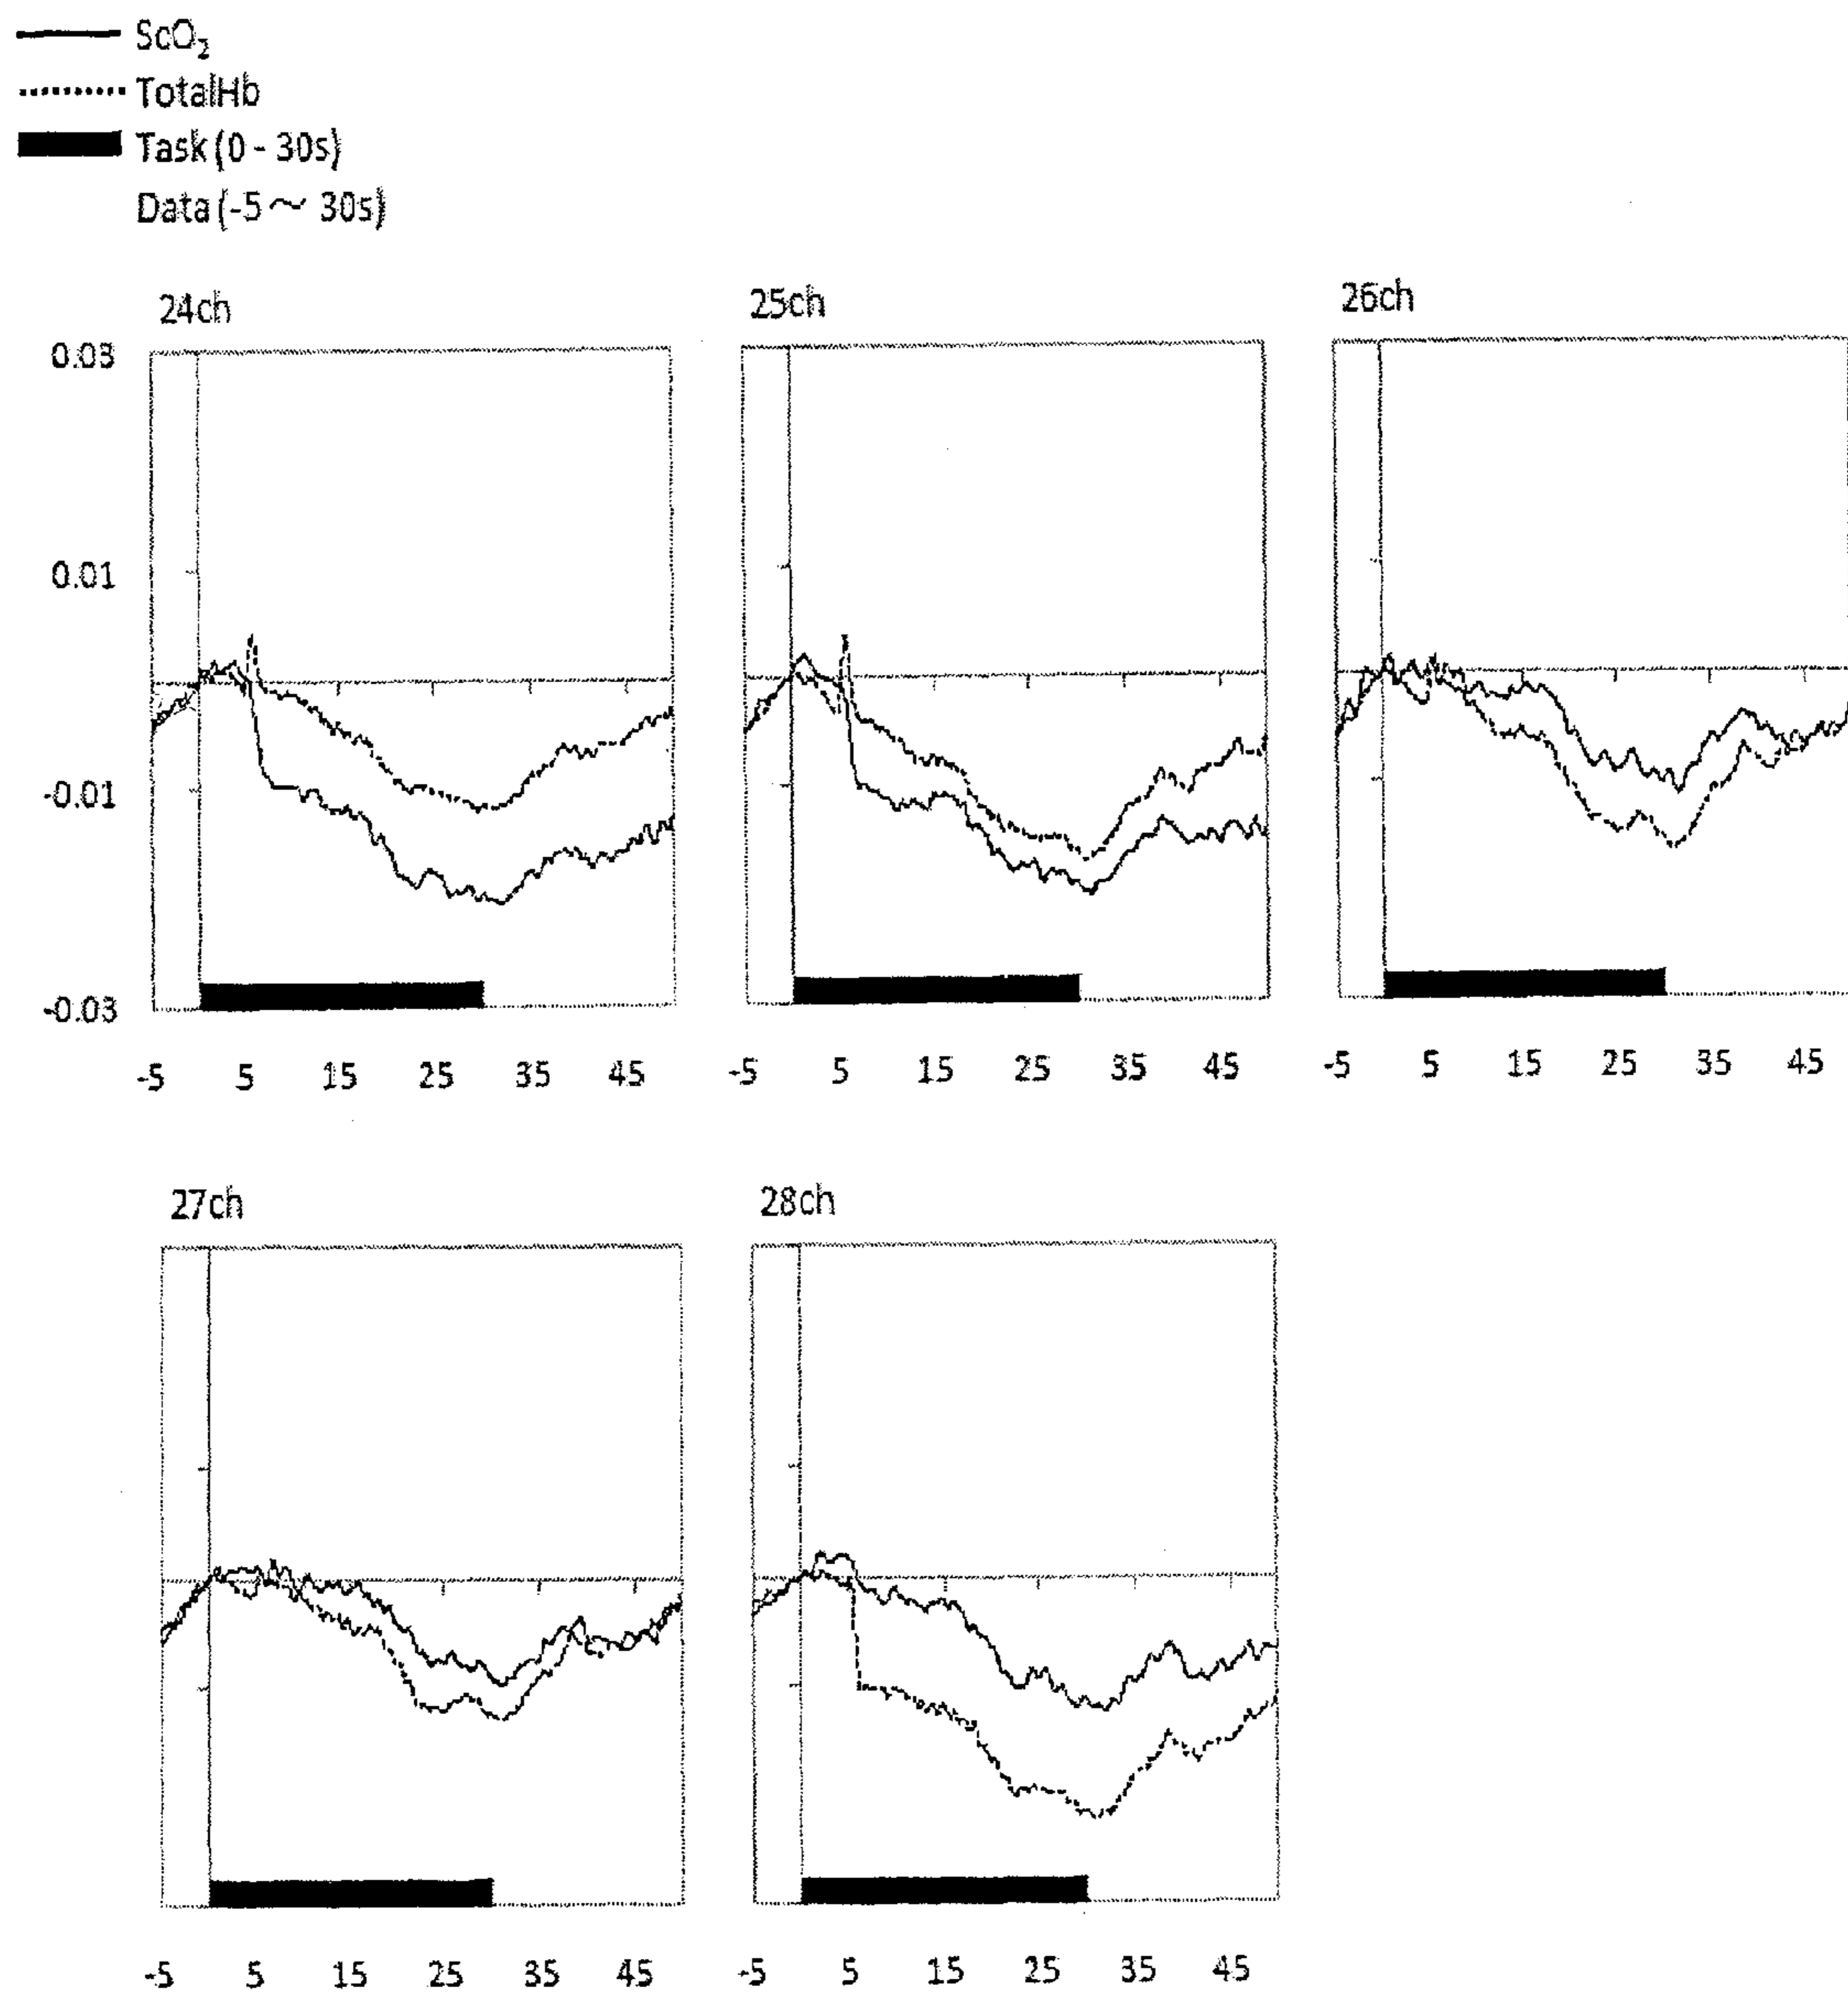 ScO₂
TotalHb
Task (0 - 30s)
Data (-5 ～ 30s)
24ch
25ch
26ch
0.03
0.01
-0.01
-0.03
-5 5 15 25 35 45
-5 5 15 25 35 45
-5 5 15 25 35 45
27ch
28ch
-5 5 15 25 35 45
-5 5 15 25 35 45